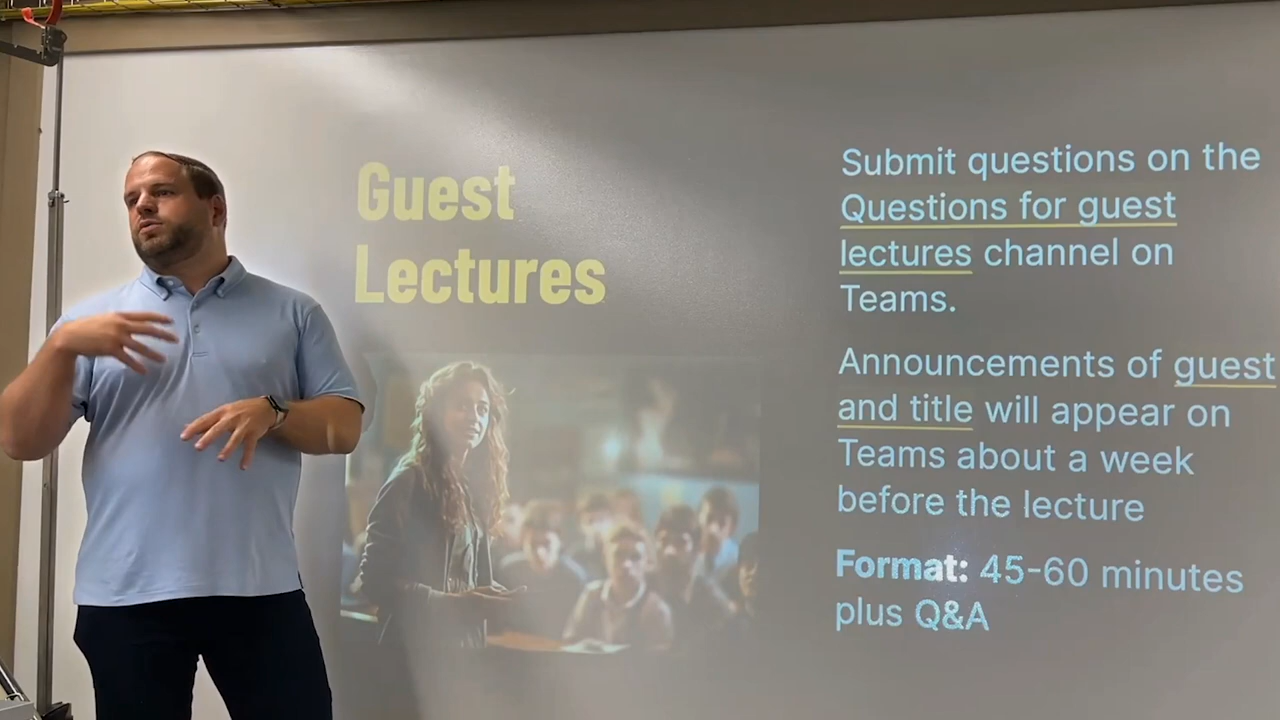 Guest
Lectures
Submit questions on the
Questions for guest
lectures channel on
Teams.
Announcements of guest
and title will appear on
Teams about a week
before the lecture
Format: 45-60 minutes
plus Q&A